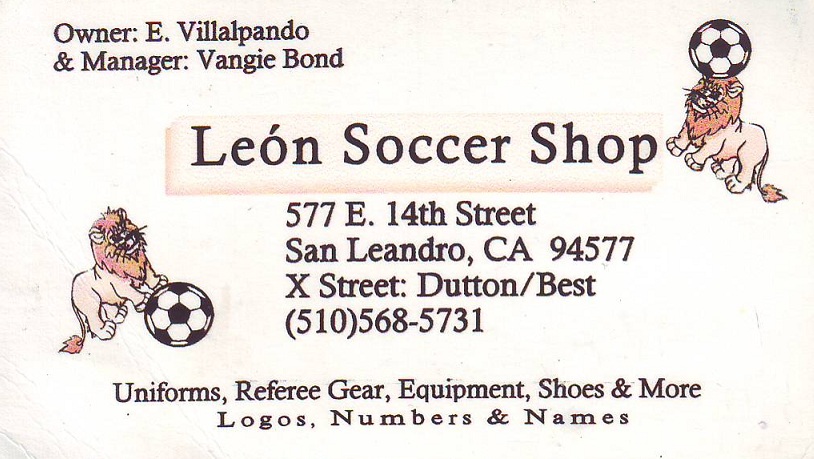 Owner: E. Villalpando
& Manager: Vangie Bond
León Soccer Shop
577 E. 14th Street
San Leandro, CA 94577
X Street: Dutton/Best
(510)568-5731
Uniforms, Referee Gear, Equipment, Shoes & More
Logos, Numbers & Names